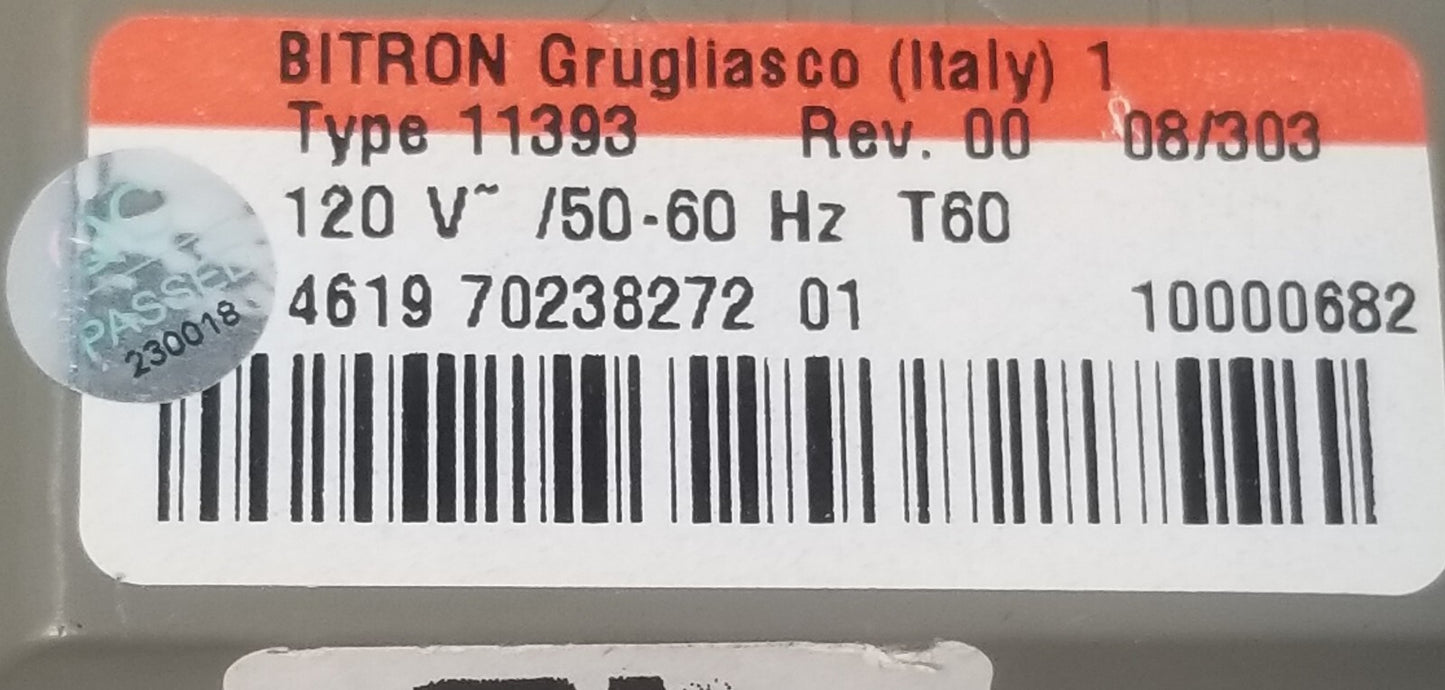 BITRON Grugliasco (Italy) 1
Type 11393 Rev. 00 08/303
120 V~ /50-60 Hz T60
4619 70238272 01 10000682
QC
PASSED
230018